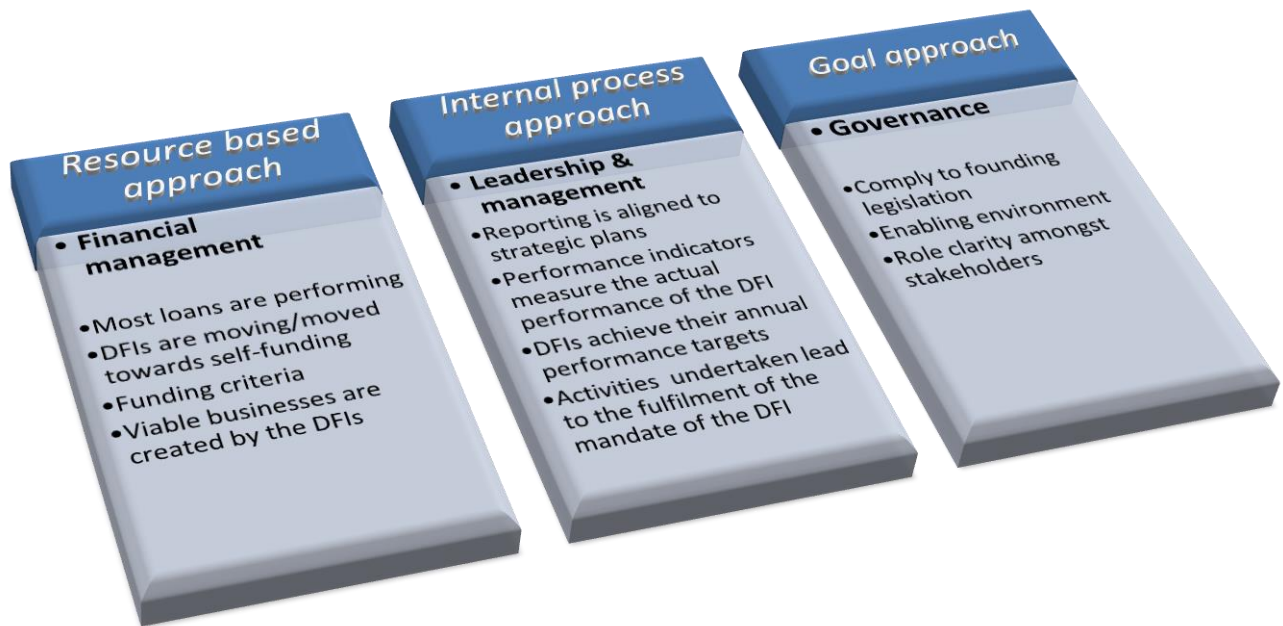 Resource based
approach
• Financial
management
•Most loans are performing
•DFIs are moving/moved
towards self-funding
•Funding criteria
•Viable businesses are
created by the DFIs
Internal process
approach
• Leadership &
management
•Reporting is aligned to
strategic plans
•Performance indicators
measure the actual
performance of the DFI
•DFIs achieve their annual
performance targets
•Activities undertaken lead
to the fulfilment of the
mandate of the DFI
Goal approach
• Governance
•Comply to founding
legislation
•Enabling environment
•Role clarity amongst
stakeholders